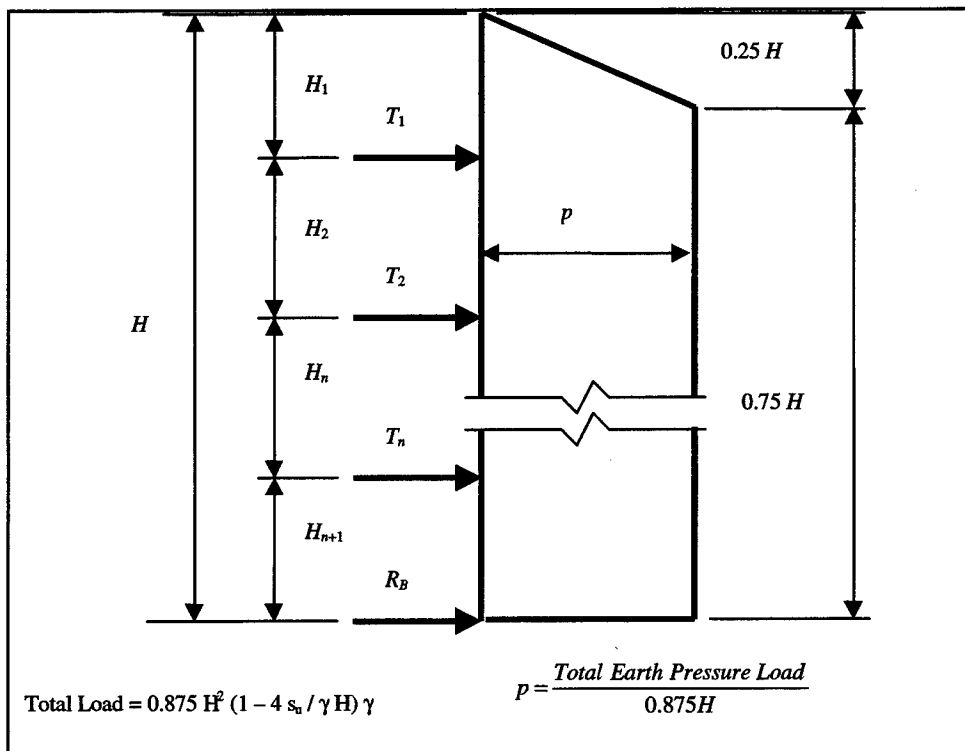 0.25 H
H₁
T₁
H₂
p
T₂
H
Hₙ
0.75 H
Tₙ
Hₙ₊₁
R_B
Total Load = 0.875 H² (1 – 4 sᵤ / γ H) γ
p = Total Earth Pressure Load / 0.875H